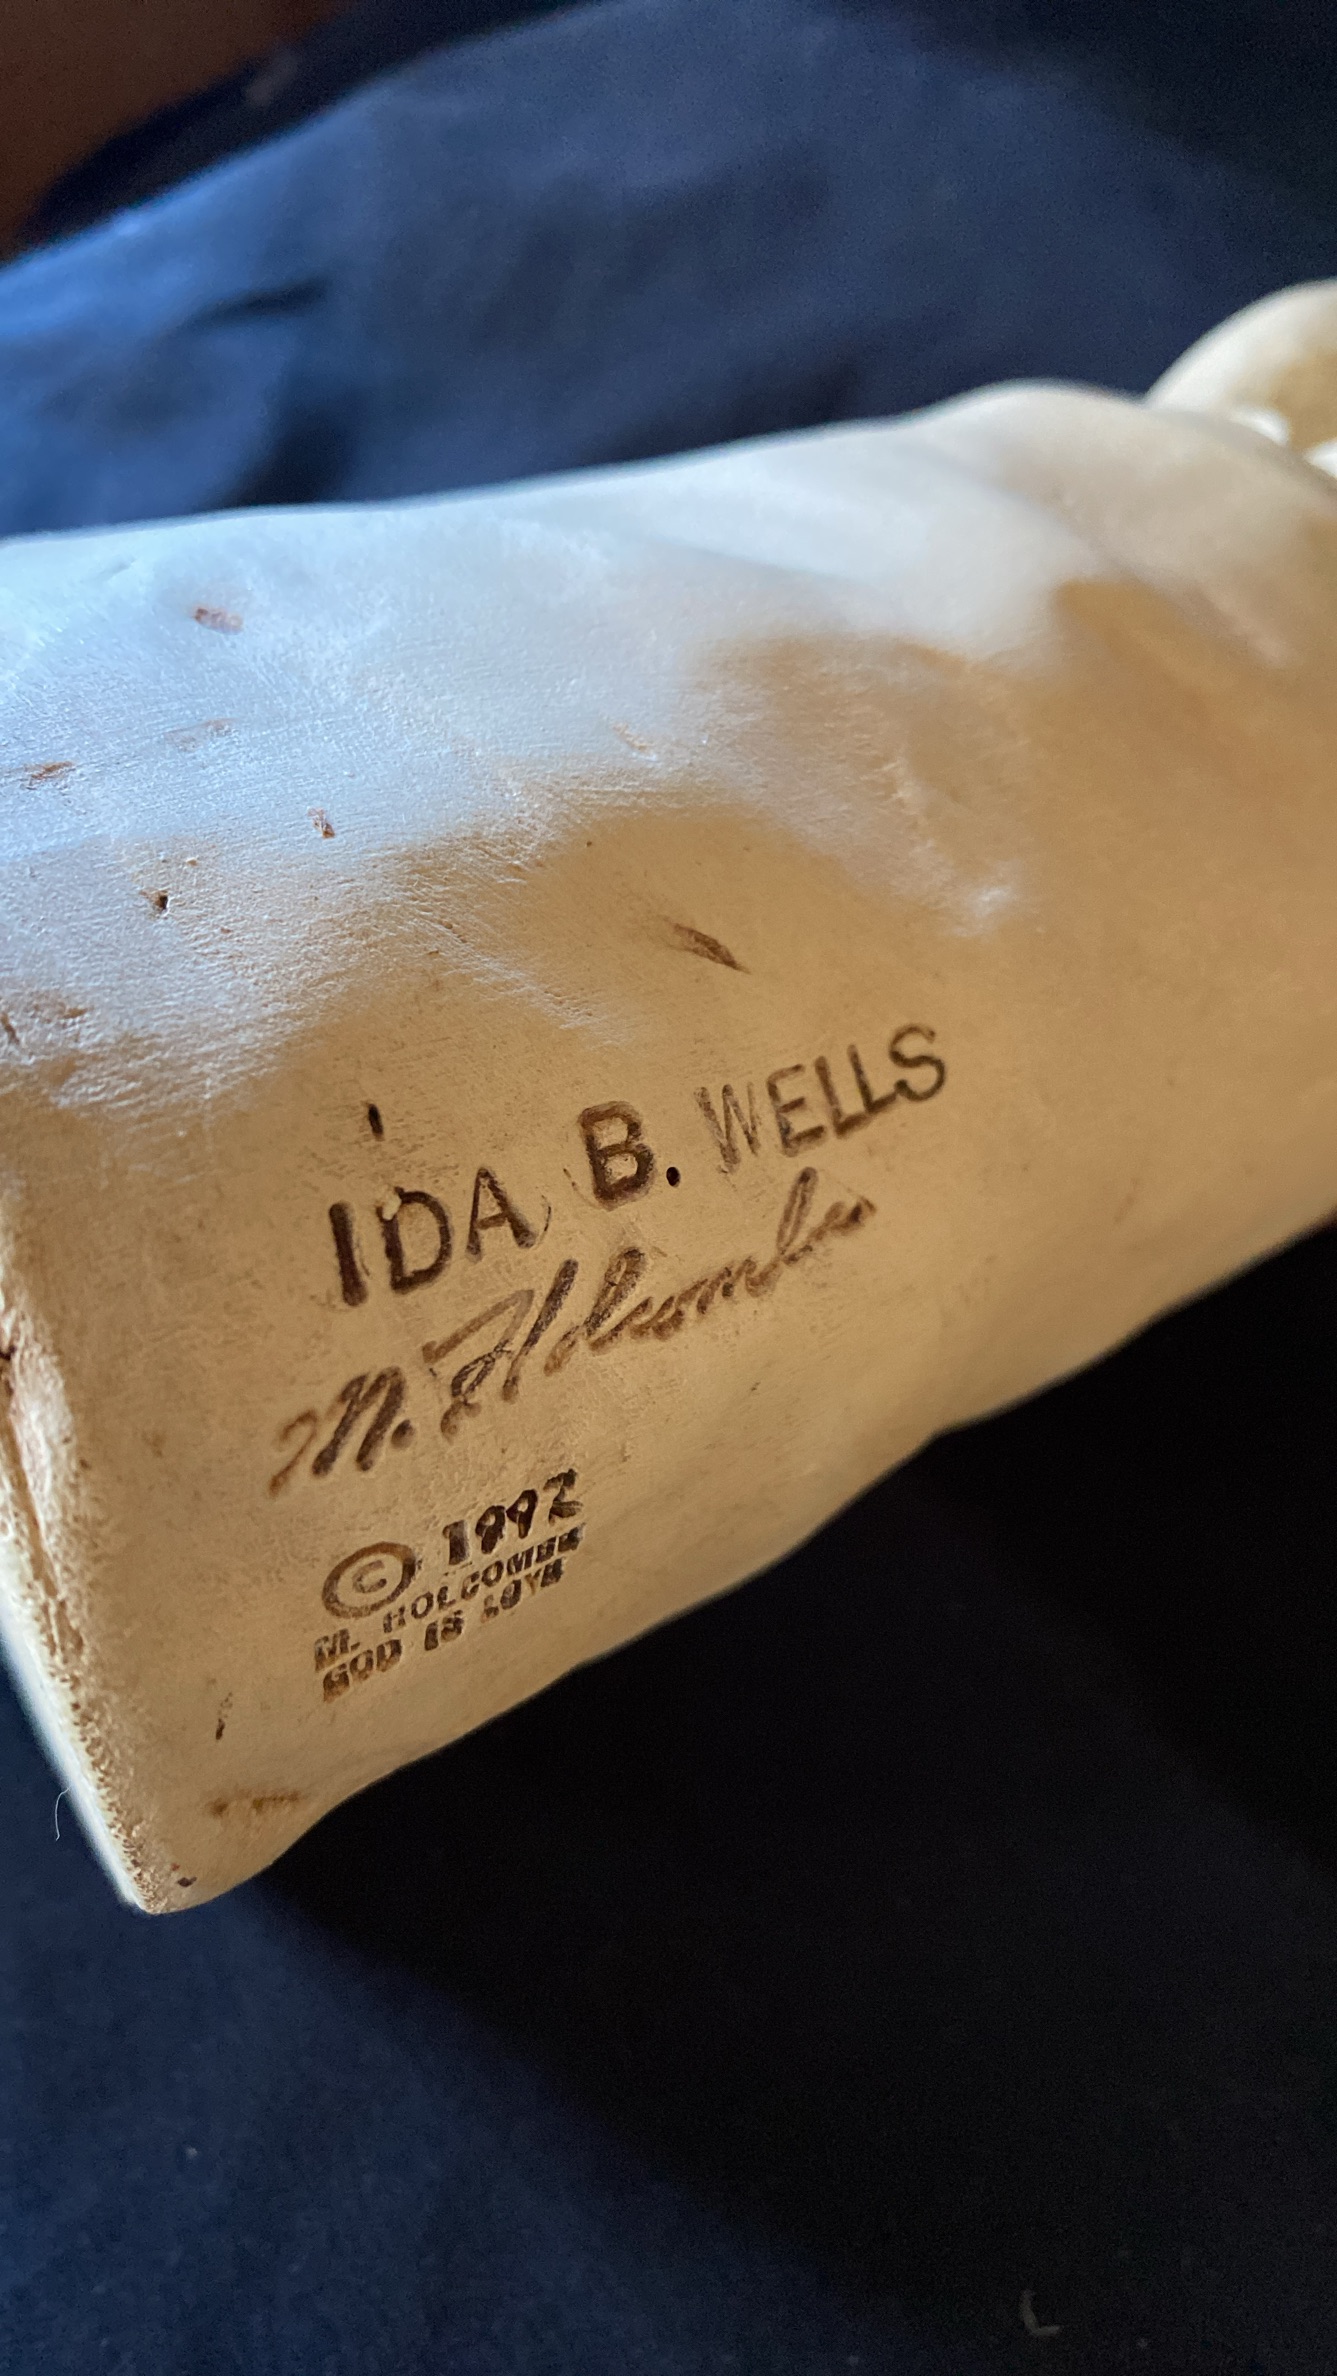 IDA B. WELLS
M. Holcombe
© 1992
M. HOLCOMBE
GOD IS LOVE